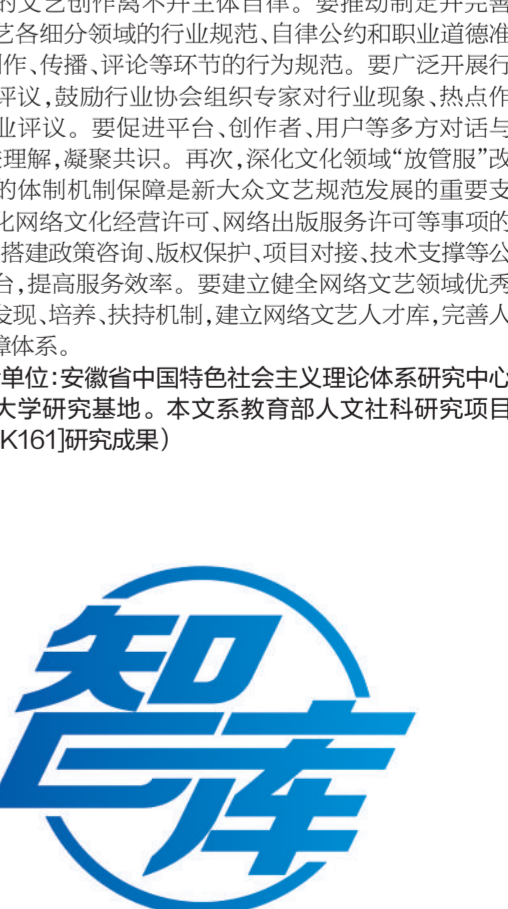 的文艺创作离不开主体自律。要推动制定并完善
艺各细分领域的行业规范、自律公约和职业道德准
作、传播、评论等环节的行为规范。要广泛开展行
评议，鼓励行业协会组织专家对行业现象、热点作
业评议。要促进平台、创作者、用户等多方对话与
理解，凝聚共识。再次，深化文化领域“放管服”改
的体制机制保障是新大众文艺规范发展的重要支
化网络文化经营许可、网络出版服务许可等事项的
搭建政策咨询、版权保护、项目对接、技术支撑等公
台，提高服务效率。要建立健全网络文艺领域优秀
发现、培养、扶持机制，建立网络文艺人才库，完善人
障体系。
单位：安徽省中国特色社会主义理论体系研究中心
大学研究基地。本文系教育部人文社科研究项目
K161]研究成果）
智库